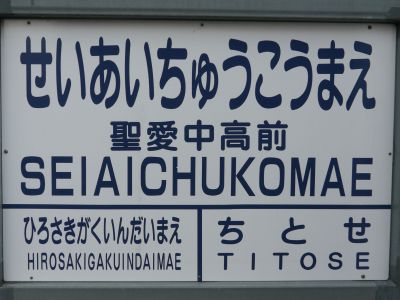 せいあいちゅうこうまえ
聖愛中高前
SEIAICHUKOMAE
ひろさきがくいんだいまえ
HIROSAKIGAKUINDAIMAE
ちとせ
TITOSE